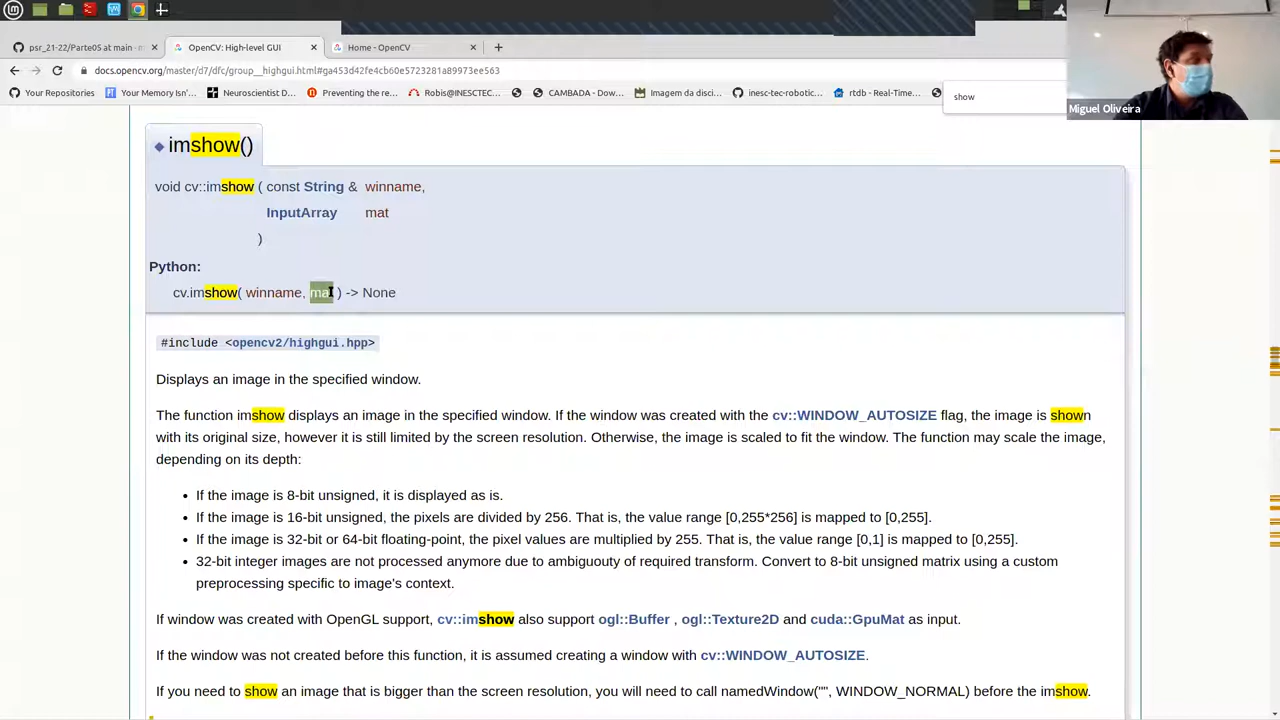 psr_21-22/Parte05 at main · m
OpenCV: High-level GUI
Home - OpenCV
docs.opencv.org/master/d7/dfc/group__highgui.html#ga453d42fe4cb60e5723281a89973ee563
Your Repositories
Your Memory Isn'...
Neuroscientist D...
Preventing the re...
Robis@INESCTEC...
CAMBADA - Dow...
Imagem da disci...
inesc-tec-robotic...
rtdb - Real-Time...
show
Miguel Oliveira
imshow()
void cv::imshow ( const String & winname,
InputArray mat
)
Python:
cv.imshow( winname, mat ) -> None
#include <opencv2/highgui.hpp>
Displays an image in the specified window.
The function imshow displays an image in the specified window. If the window was created with the cv::WINDOW_AUTOSIZE flag, the image is shown
with its original size, however it is still limited by the screen resolution. Otherwise, the image is scaled to fit the window. The function may scale the image,
depending on its depth:
• If the image is 8-bit unsigned, it is displayed as is.
• If the image is 16-bit unsigned, the pixels are divided by 256. That is, the value range [0,255*256] is mapped to [0,255].
• If the image is 32-bit or 64-bit floating-point, the pixel values are multiplied by 255. That is, the value range [0,1] is mapped to [0,255].
• 32-bit integer images are not processed anymore due to ambiguouty of required transform. Convert to 8-bit unsigned matrix using a custom
preprocessing specific to image's context.
If window was created with OpenGL support, cv::imshow also support ogl::Buffer , ogl::Texture2D and cuda::GpuMat as input.
If the window was not created before this function, it is assumed creating a window with cv::WINDOW_AUTOSIZE.
If you need to show an image that is bigger than the screen resolution, you will need to call namedWindow("", WINDOW_NORMAL) before the imshow.